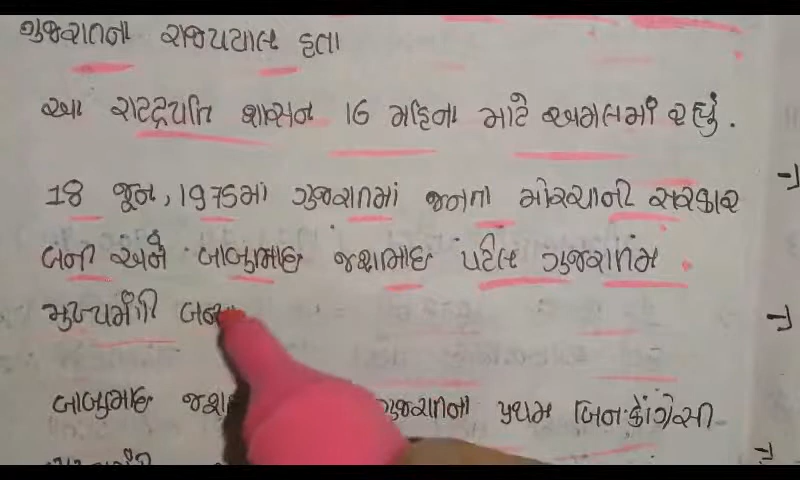 ગુજરાતના રાજ્યપાલ હતા
આ રાષ્ટ્રપતિ શાસન 16 મહિના માટે અમલમાં રહ્યું.
18 જૂન, 1975માં ગુજરાતમાં જનતા મોરચાની સરકાર
બની અને બાબુભાઇ જશભાઇ પટેલ ગુજરાતના
મુખ્યમંત્રી
બાબુભાઇ ગુજરાતના પ્રથમ બિન-કોંગ્રેસી